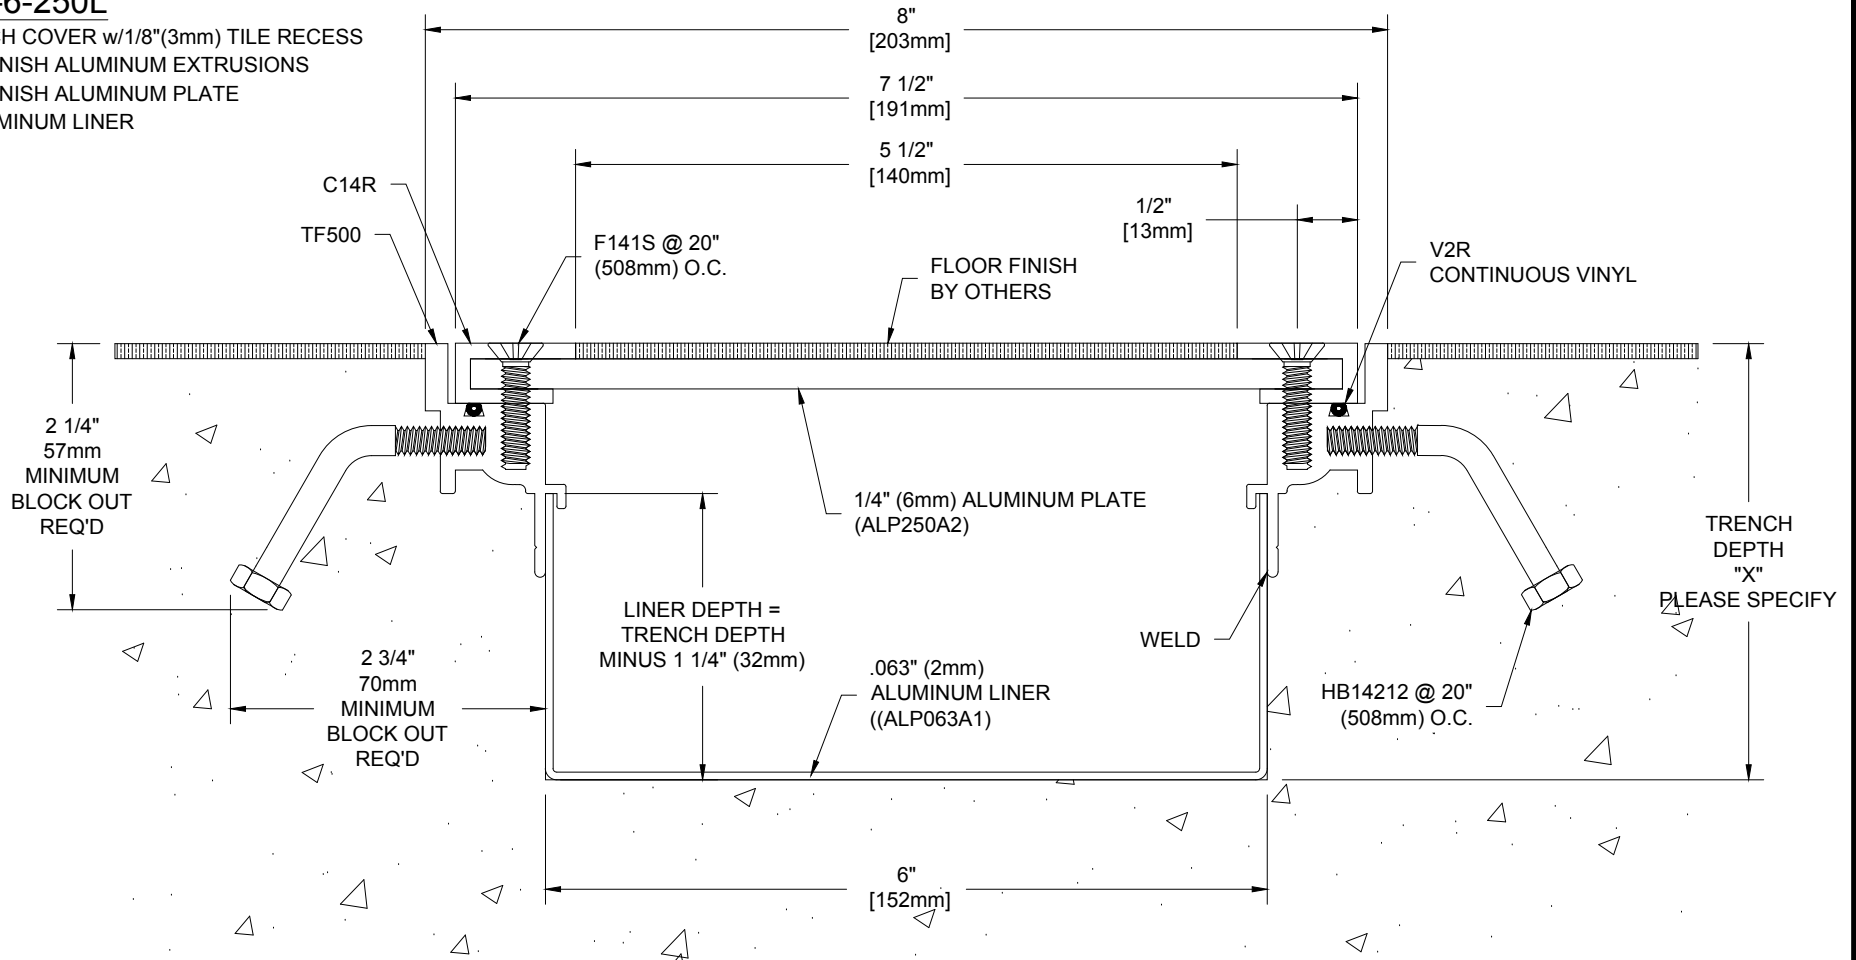 -6-250L
CH COVER w/1/8"(3mm) TILE RECESS
INISH ALUMINUM EXTRUSIONS
INISH ALUMINUM PLATE
MINUM LINER
8"
[203mm]
7 1/2"
[191mm]
5 1/2"
[140mm]
1/2"
[13mm]
C14R
TF500
F141S @ 20"
(508mm) O.C.
FLOOR FINISH
BY OTHERS
V2R
CONTINUOUS VINYL
2 1/4"
57mm
MINIMUM
BLOCK OUT
REQ'D
1/4" (6mm) ALUMINUM PLATE
(ALP250A2)
TRENCH
DEPTH
"X"
PLEASE SPECIFY
LINER DEPTH =
TRENCH DEPTH
MINUS 1 1/4" (32mm)
WELD
2 3/4"
70mm
MINIMUM
BLOCK OUT
REQ'D
.063" (2mm)
ALUMINUM LINER
((ALP063A1)
HB14212 @ 20"
(508mm) O.C.
6"
[152mm]